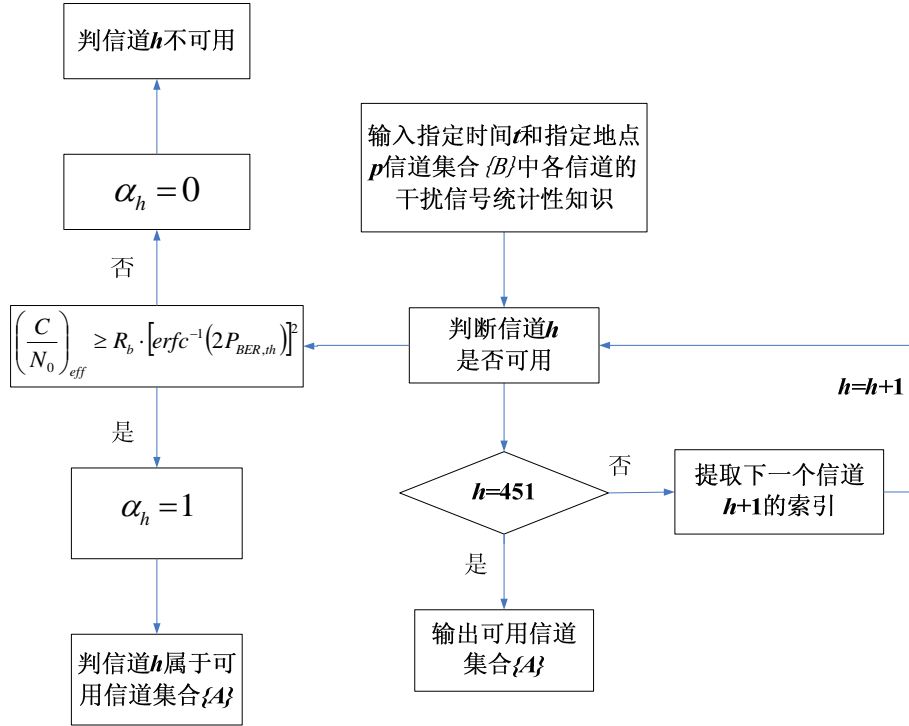 判信道h不可用
输入指定时间t和指定地点
p信道集合{B}中各信道的
干扰信号统计性知识
α_h = 0
否
(C/N_0)_eff ≥ R_b · [erfc^{-1}(2P_{BER,th})]^2
判断信道h
是否可用
h=h+1
是
α_h = 1
h=451
否
提取下一个信道
h+1的索引
是
输出可用信道
集合{A}
判信道h属于可
用信道集合{A}